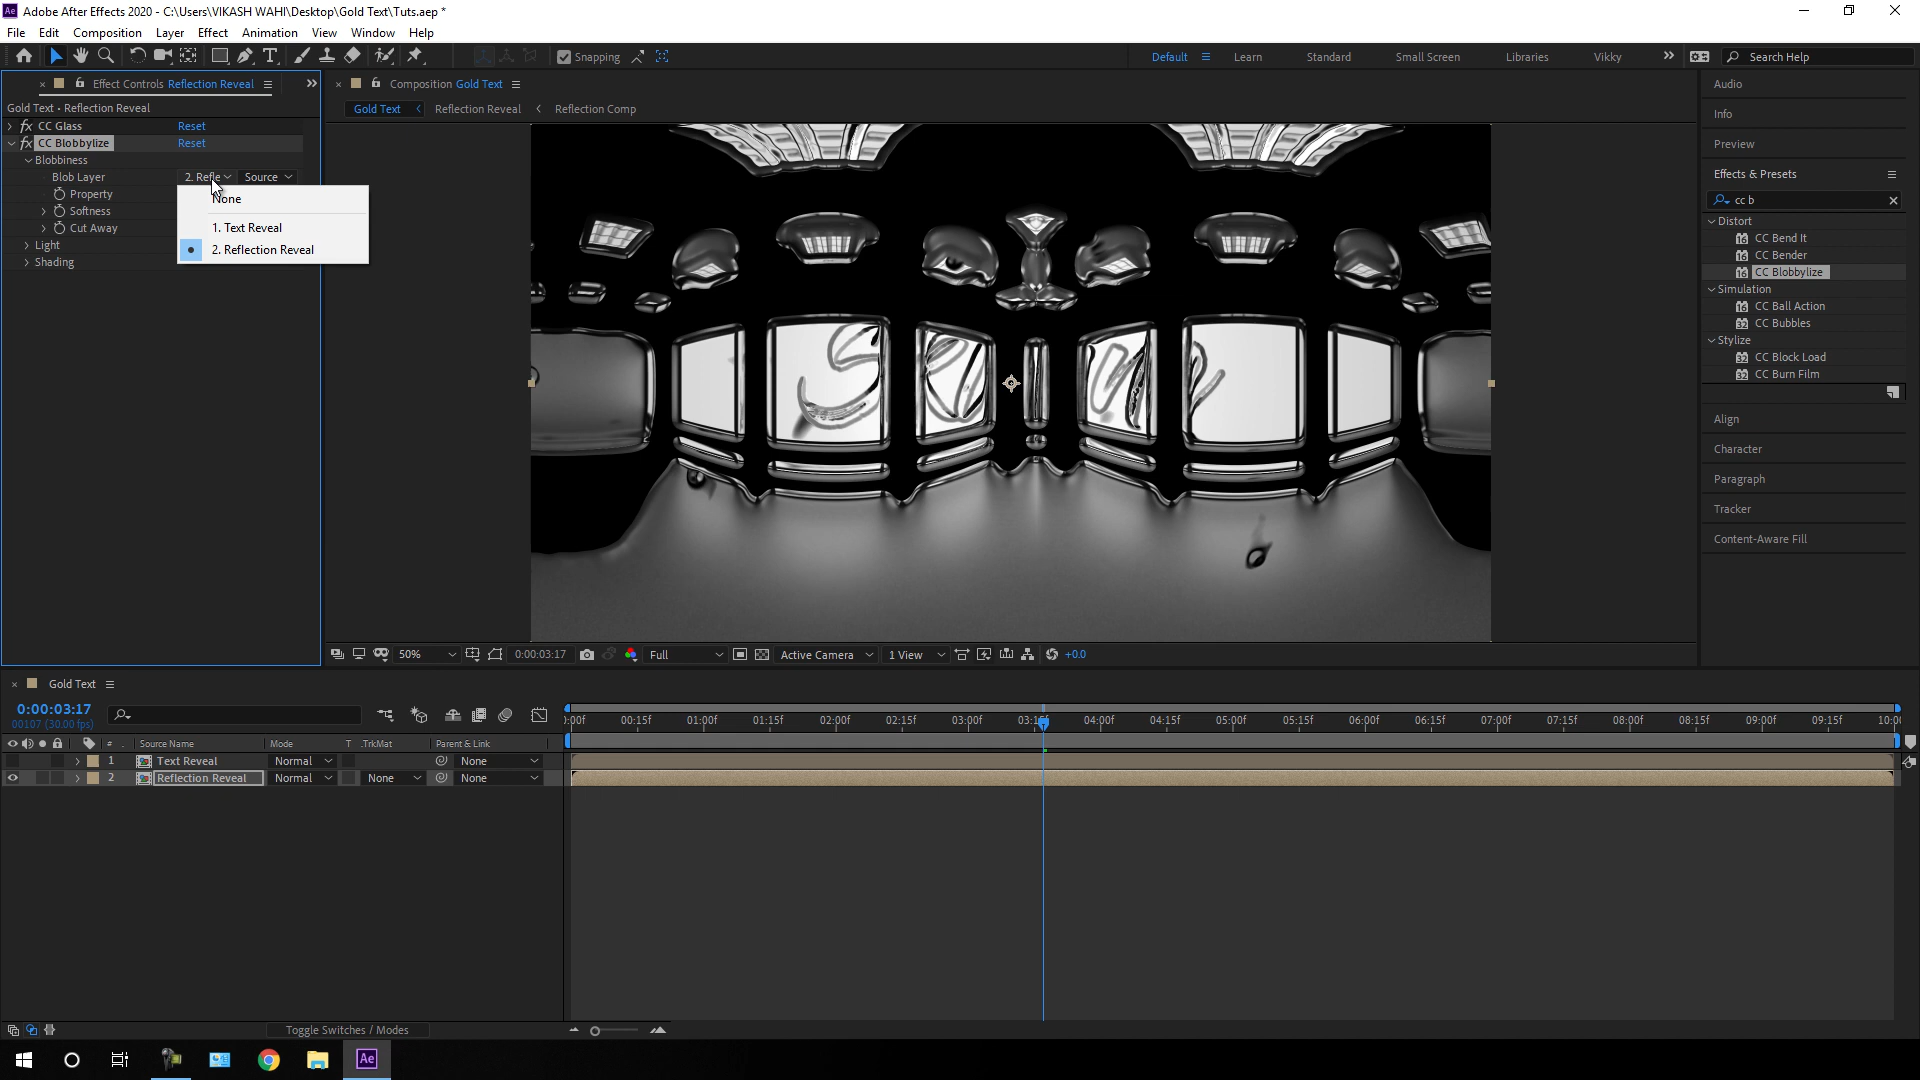 Adobe After Effects 2020 - C:\Users\VIKASH WAHI\Desktop\Gold Text\Tuts.aep *
File Edit Composition Layer Effect Animation View Window Help
Snapping Default Learn Standard Small Screen Libraries Vikky Search Help
Effect Controls Reflection Reveal
Composition Gold Text
Gold Text • Reflection Reveal
Gold Text Reflection Reveal Reflection Comp
fx CC Glass Reset
fx CC Blobbylize Reset
Blobbiness
Blob Layer 2. Refle Source
Property
Softness
Cut Away
Light
Shading
None
1. Text Reveal
2. Reflection Reveal
Audio
Info
Preview
Effects & Presets
cc b
Distort
CC Bend It
CC Bender
CC Blobbylize
Simulation
CC Ball Action
CC Bubbles
Stylize
CC Block Load
CC Burn Film
Align
Character
Paragraph
Tracker
Content-Aware Fill
50% 0:00:03:17 Full Active Camera 1 View +0.0
Gold Text
0:00:03:17
00107 (30.00 fps)
:00f 00:15f 01:00f 01:15f 02:00f 02:15f 03:00f 04:00f 04:15f 05:00f 05:15f 06:00f 06:15f 07:00f 07:15f 08:00f 08:15f 09:00f 09:15f
# Source Name Mode T .TrkMat Parent & Link
1 Text Reveal Normal None
2 Reflection Reveal Normal None None
Toggle Switches / Modes
Ae